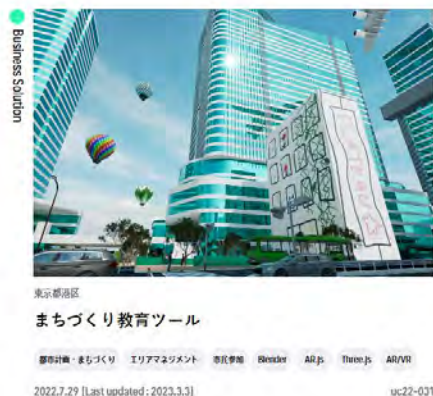 Business Solution
東京都港区
まちづくり教育ツール
都市計画・まちづくり エリアマネジメント 市民参加 Blender AR.js Three.js AR/VR
2022.7.29 [Last updated : 2023.3.3] uc22-031